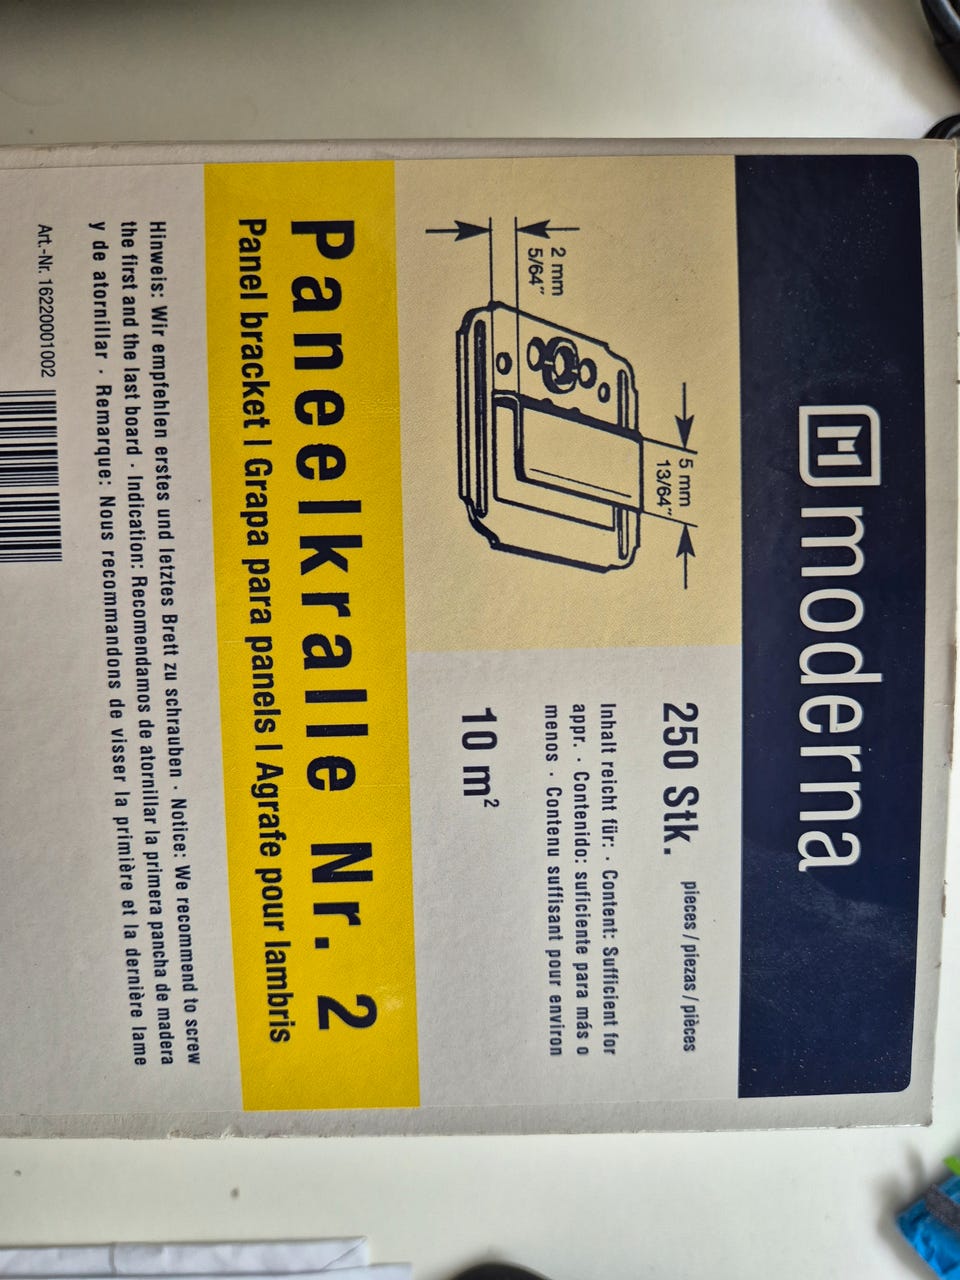 moderna
2 mm
5/64"
5 mm
13/64"
250 Stk. pieces / piezas / pièces
Inhalt reicht für: · Content: Sufficient for
appr. · Contenido: suficiente para más o
menos · Contenu suffisant pour environ
10 m²
Paneelkralle Nr. 2
Panel bracket I Grapa para panels I Agrafe pour lambris
Hinweis: Wir empfehlen erstes und letztes Brett zu schrauben · Notice: We recommend to screw
the first and the last board · Indication: Recomendamos de atornillar la primera pancha de madera
y de atornillar · Remarque: Nous recommandons de visser la primière et la dernière lame
Art.-Nr. 16220001002